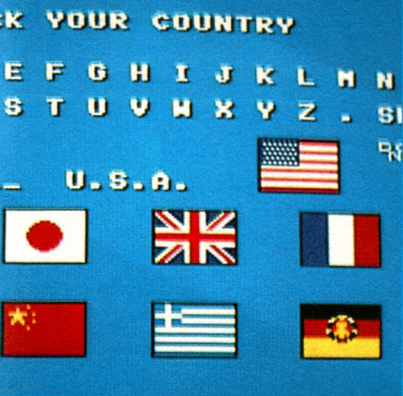 CK YOUR COUNTRY
E F G H I J K L M N
S T U V W X Y Z . S
_ U.S.A.